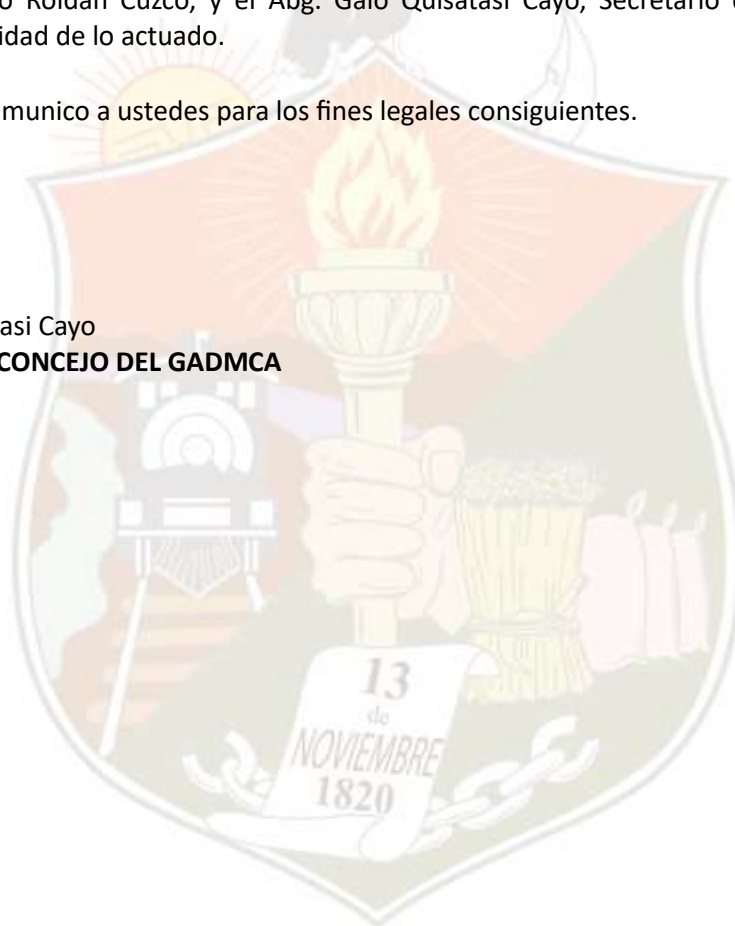 o Roldán Cuzco, y el Abg. Galo Quisatasi Cayo, Secretario
idad de lo actuado.
munico a ustedes para los fines legales consiguientes.
asi Cayo
CONCEJO DEL GADMCA
13
de
NOVIEMBRE
1820